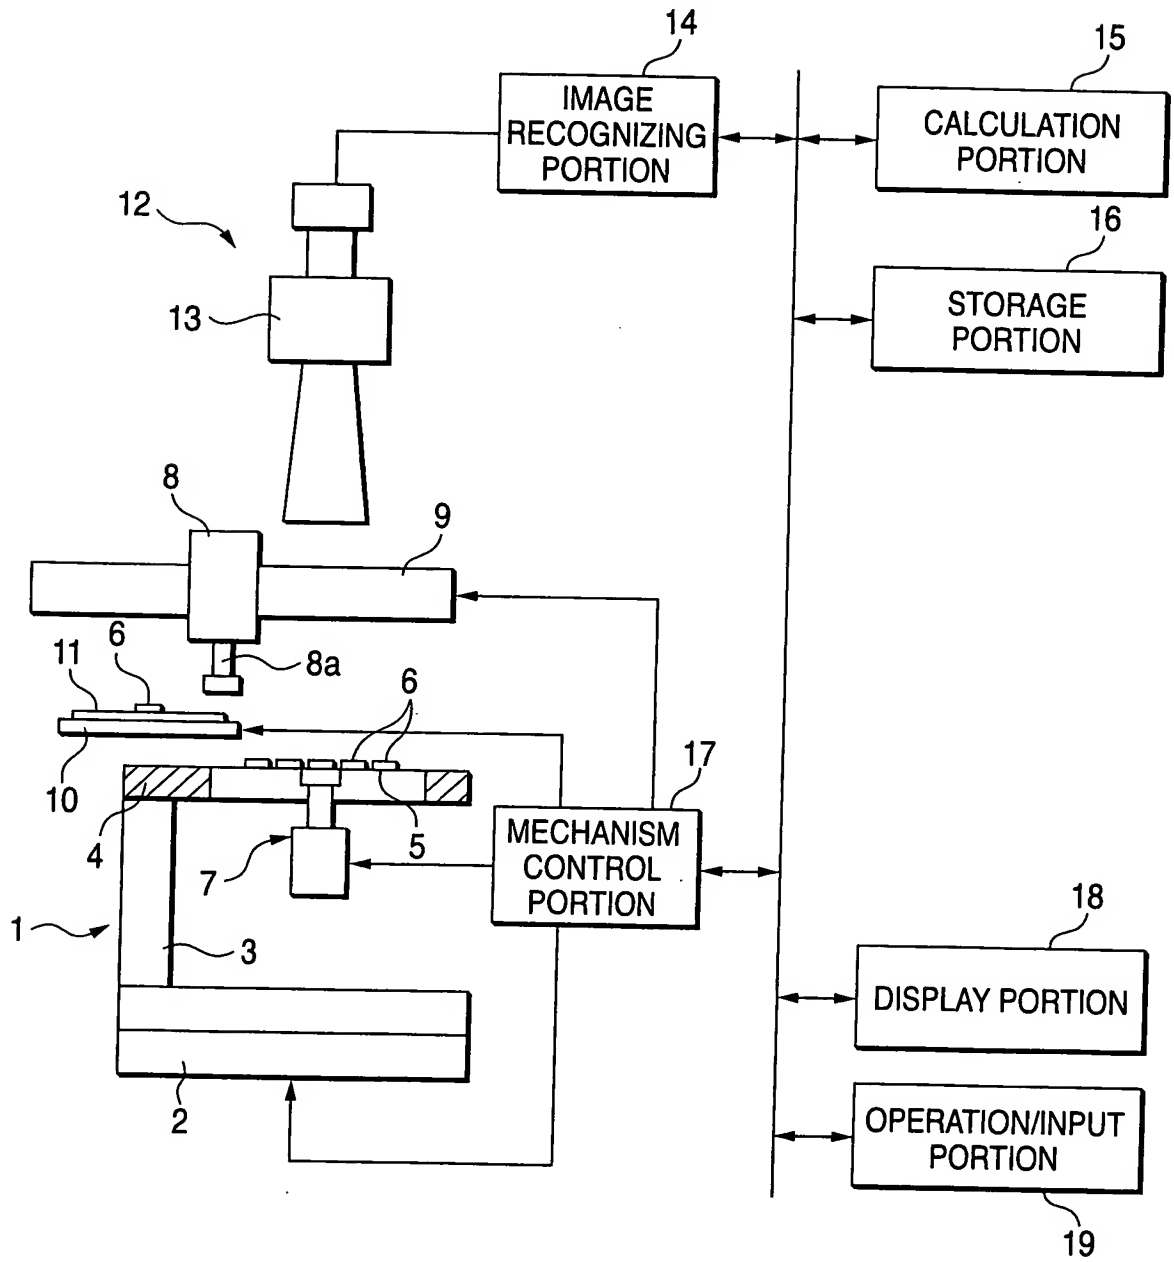 14
IMAGE
RECOGNIZING
PORTION
15
CALCULATION
PORTION
12
16
STORAGE
PORTION
13
8
9
6
11
8a
6
10
4
7
5
17
MECHANISM
CONTROL
PORTION
1
3
2
18
DISPLAY PORTION
OPERATION/INPUT
PORTION
19